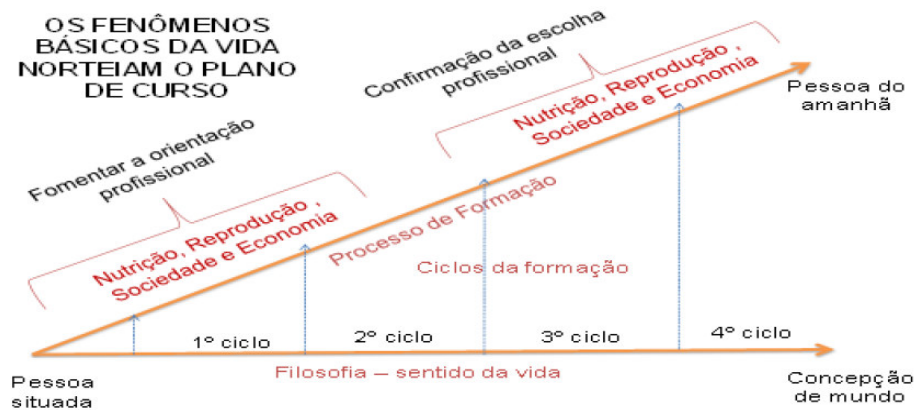 OS FENÔMENOS
BÁSICOS DA VIDA
NORTEIAM O PLANO
DE CURSO
Confirmação da escolha
profissional
Nutrição, Reprodução ,
Sociedade e Economia
Pessoa do
amanhã
Fomentar a orientação
profissional
Nutrição, Reprodução ,
Sociedade e Economia
Processo de Formação
Ciclos da formação
1º ciclo
2º ciclo
3º ciclo
4º ciclo
Pessoa
situada
Filosofia – sentido da vida
Concepção
de mundo